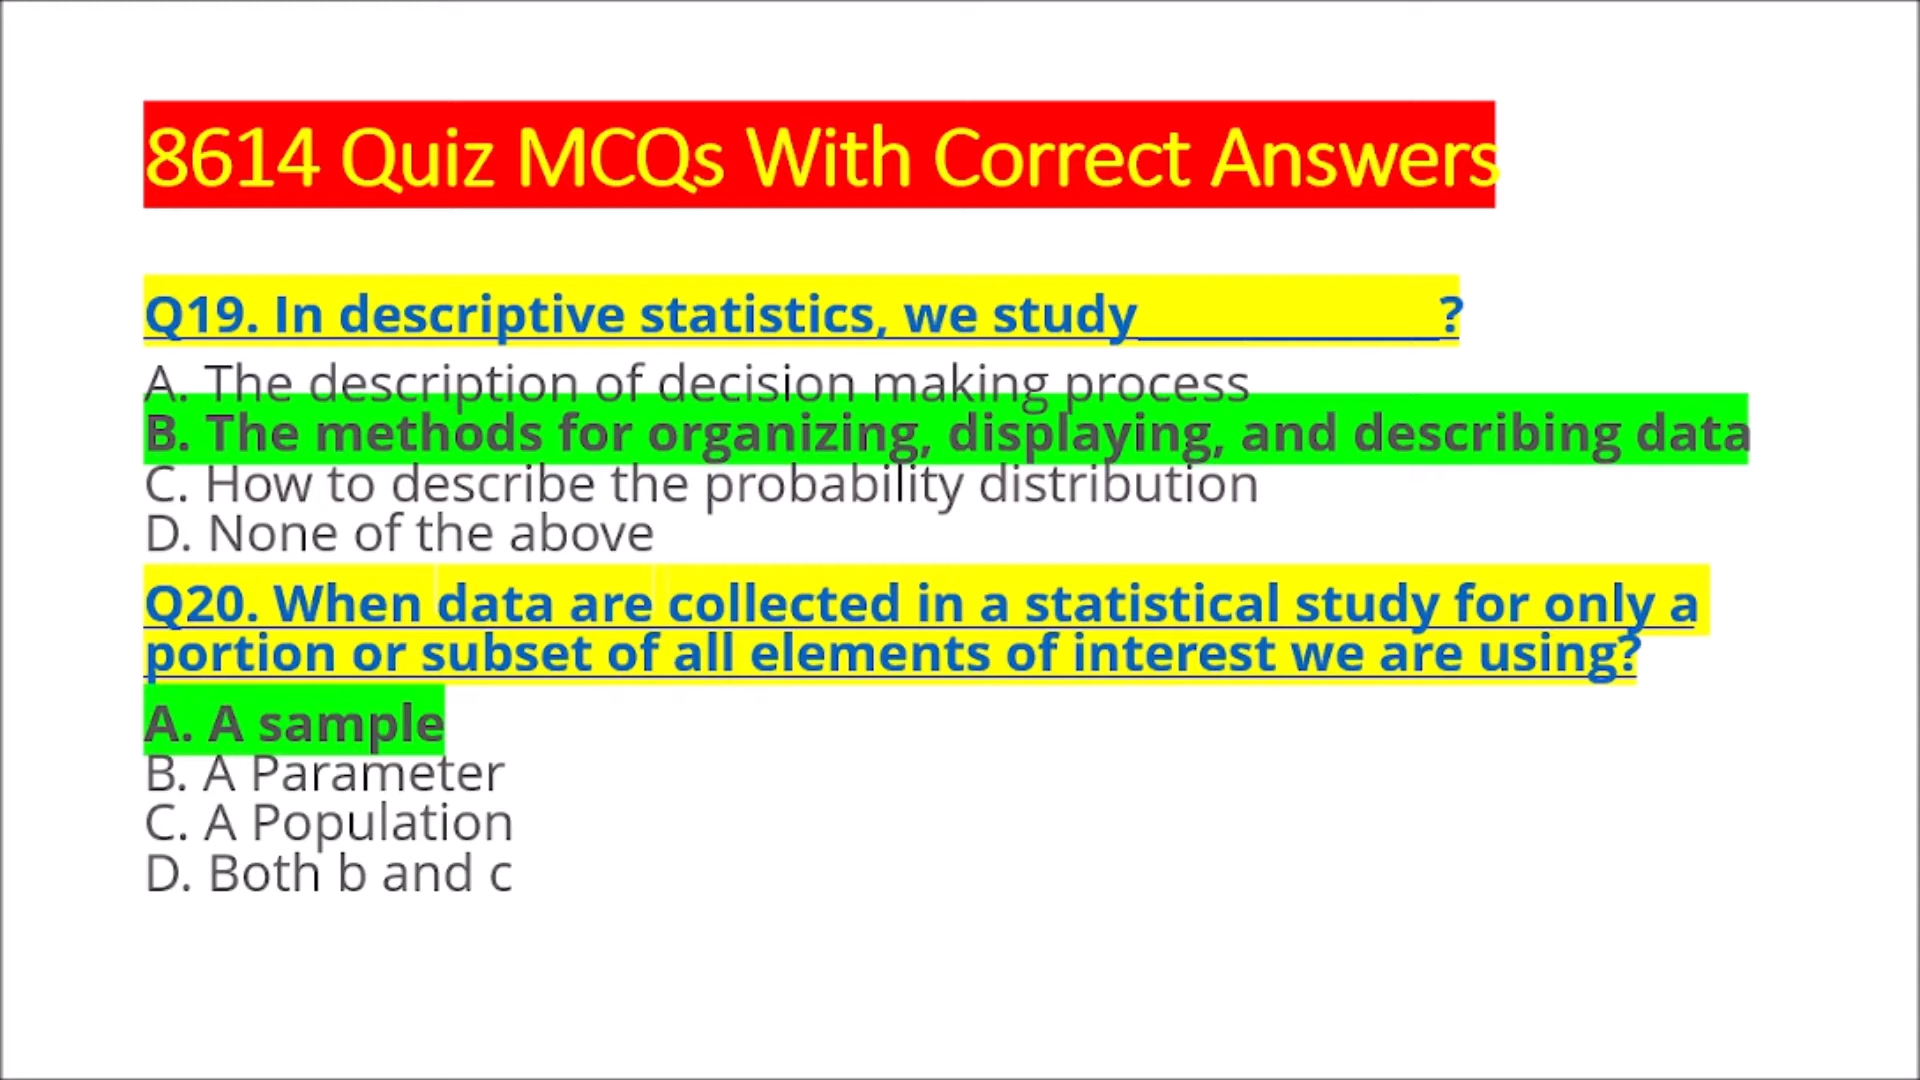 8614 Quiz MCQs With Correct Answers
Q19. In descriptive statistics, we study____________?
A. The description of decision making process
B. The methods for organizing, displaying, and describing data
C. How to describe the probability distribution
D. None of the above
Q20. When data are collected in a statistical study for only a
portion or subset of all elements of interest we are using?
A. A sample
B. A Parameter
C. A Population
D. Both b and c